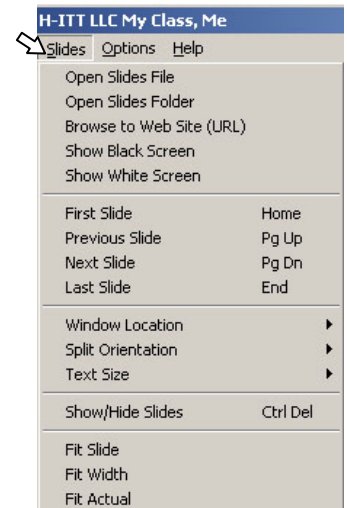 H-ITT LLC My Class, Me
Slides Options Help
Open Slides File
Open Slides Folder
Browse to Web Site (URL)
Show Black Screen
Show White Screen
First Slide Home
Previous Slide Pg Up
Next Slide Pg Dn
Last Slide End
Window Location
Split Orientation
Text Size
Show/Hide Slides Ctrl Del
Fit Slide
Fit Width
Fit Actual